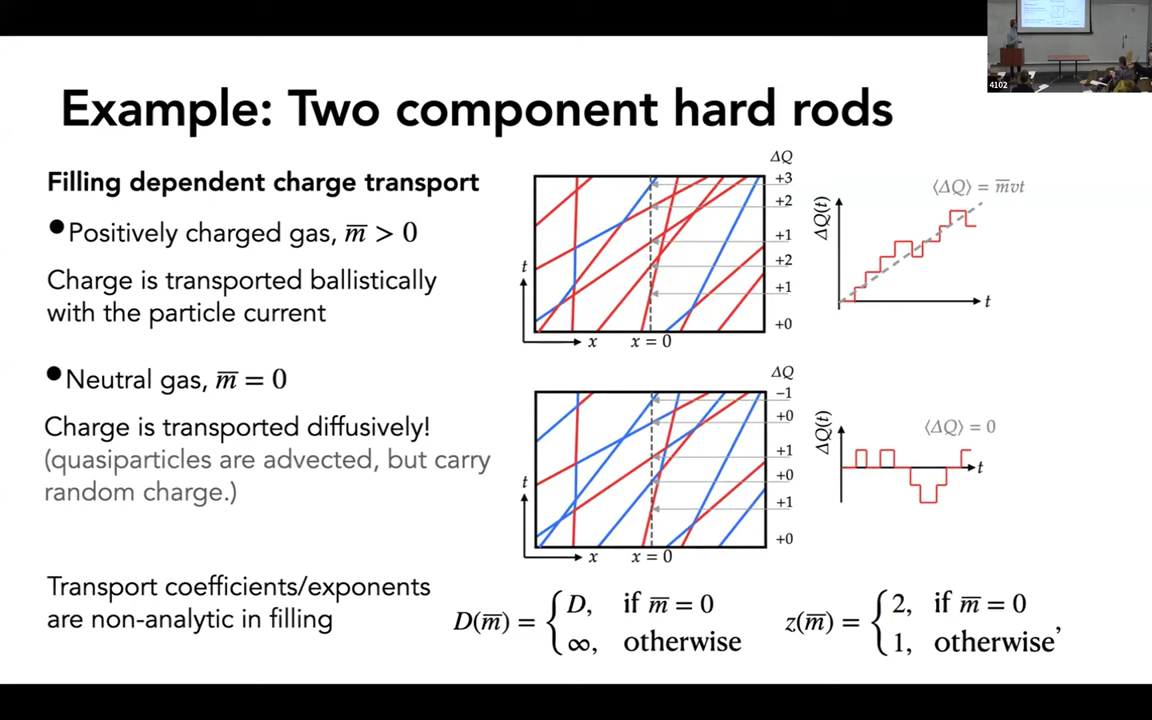 4102
Example: Two component hard rods
Filling dependent charge transport
•Positively charged gas, m̅ > 0
Charge is transported ballistically
with the particle current
•Neutral gas, m̅ = 0
Charge is transported diffusively!
(quasiparticles are advected, but carry
random charge.)
Transport coefficients/exponents
are non-analytic in filling
ΔQ
+3
+2
+1
+2
+1
+0
t
x
x = 0
⟨ΔQ⟩ = m̅vt
ΔQ(t)
t
ΔQ
−1
+0
+1
+0
+1
+0
t
x
x = 0
⟨ΔQ⟩ = 0
ΔQ(t)
t
D(m̅) = { D, if m̅ = 0
∞, otherwise
z(m̅) = { 2, if m̅ = 0
1, otherwise ,